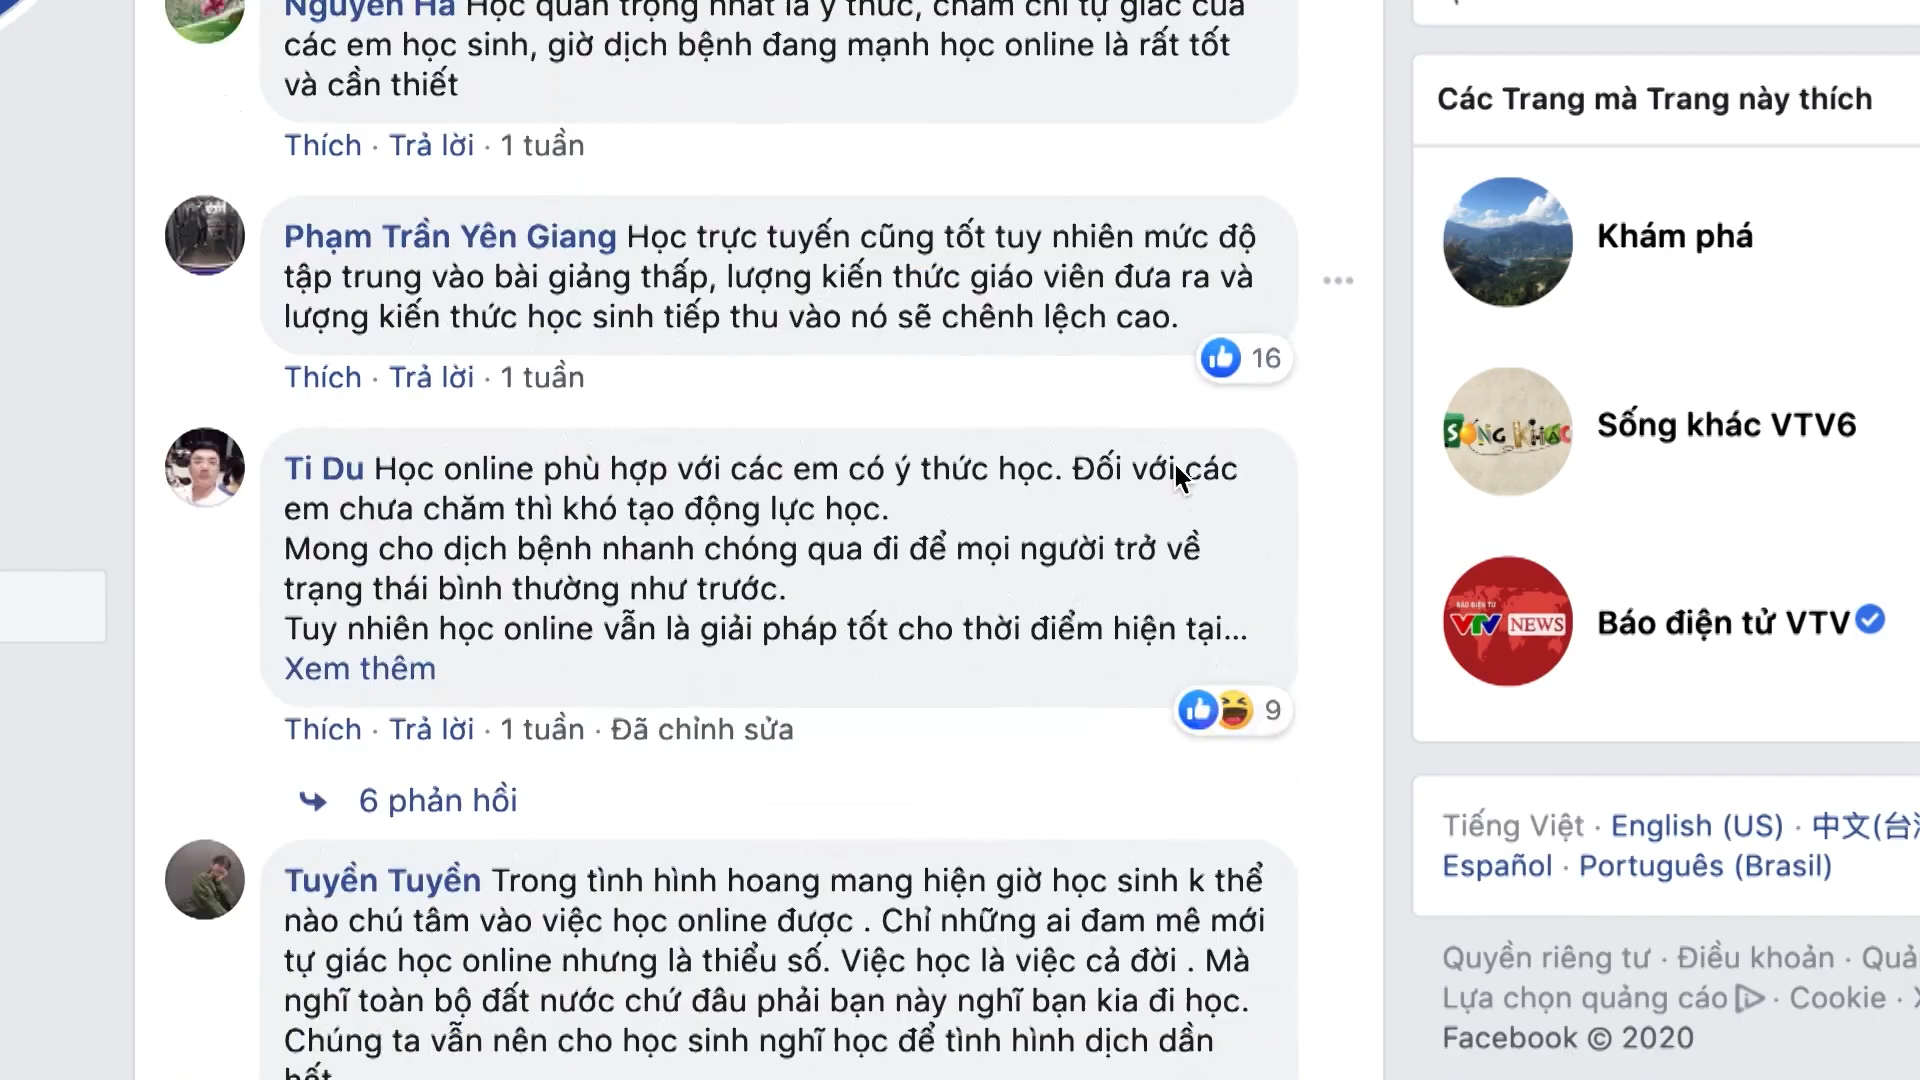 Nguyễn Hà Học quan trọng nhất là ý thức, chăm chỉ tự giác của
các em học sinh, giờ dịch bệnh đang mạnh học online là rất tốt
và cần thiết
Thích · Trả lời · 1 tuần
Phạm Trần Yên Giang Học trực tuyến cũng tốt tuy nhiên mức độ
tập trung vào bài giảng thấp, lượng kiến thức giáo viên đưa ra và
lượng kiến thức học sinh tiếp thu vào nó sẽ chênh lệch cao.
16
Thích · Trả lời · 1 tuần
Ti Du Học online phù hợp với các em có ý thức học. Đối với các
em chưa chăm thì khó tạo động lực học.
Mong cho dịch bệnh nhanh chóng qua đi để mọi người trở về
trạng thái bình thường như trước.
Tuy nhiên học online vẫn là giải pháp tốt cho thời điểm hiện tại...
Xem thêm
9
Thích · Trả lời · 1 tuần · Đã chỉnh sửa
6 phản hồi
Tuyền Tuyền Trong tình hình hoang mang hiện giờ học sinh k thể
nào chú tâm vào việc học online được . Chỉ những ai đam mê mới
tự giác học online nhưng là thiểu số. Việc học là việc cả đời . Mà
nghĩ toàn bộ đất nước chứ đâu phải bạn này nghĩ bạn kia đi học.
Chúng ta vẫn nên cho học sinh nghĩ học để tình hình dịch dần
hết
Các Trang mà Trang này thích
Khám phá
SỐNG KHÁC
Sống khác VTV6
BÁO ĐIỆN TỬ
VTV NEWS
Báo điện tử VTV
Tiếng Việt · English (US) · 中文(台
Español · Português (Brasil)
Quyền riêng tư · Điều khoản · Quả
Lựa chọn quảng cáo · Cookie ·
Facebook © 2020